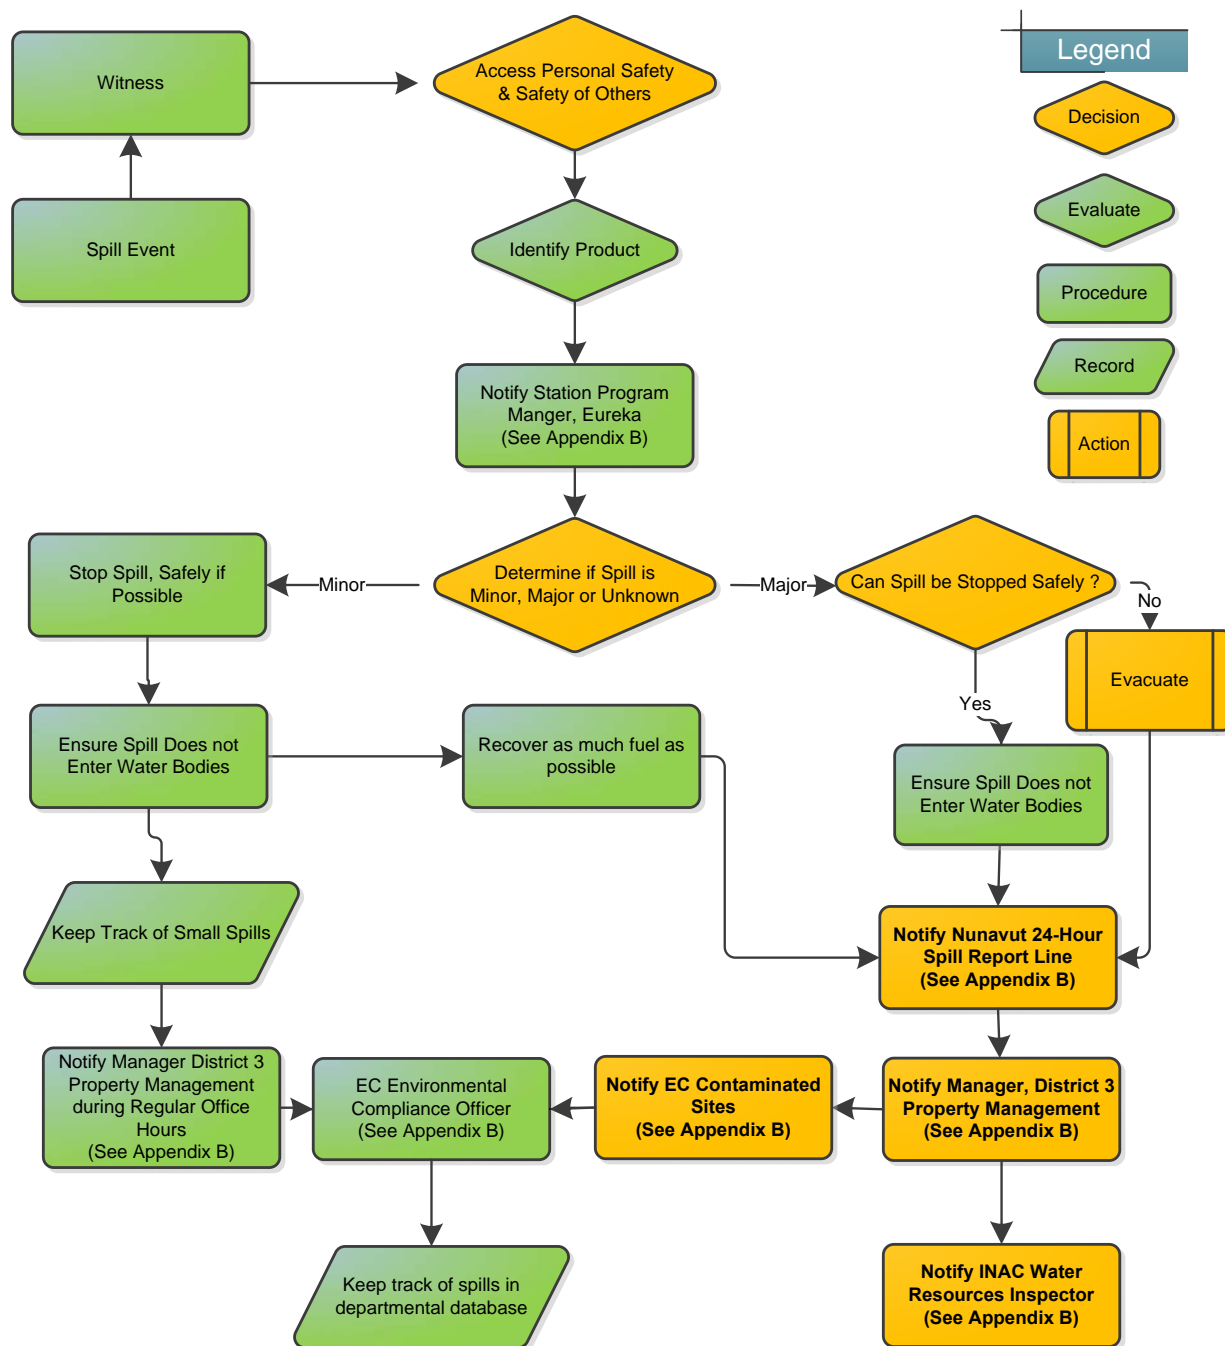 Witness
Access Personal Safety
& Safety of Others
Legend
Decision
Evaluate
Procedure
Record
Action
Spill Event
Identify Product
Notify Station Program
Manger, Eureka
(See Appendix B)
Stop Spill, Safely if
Possible
Minor
Determine if Spill is
Minor, Major or Unknown
Major
Can Spill be Stopped Safely ?
No
Evacuate
Yes
Ensure Spill Does not
Enter Water Bodies
Recover as much fuel as
possible
Ensure Spill Does not
Enter Water Bodies
Keep Track of Small Spills
Notify Nunavut 24-Hour
Spill Report Line
(See Appendix B)
Notify Manager District 3
Property Management
during Regular Office
Hours
(See Appendix B)
EC Environmental
Compliance Officer
(See Appendix B)
Notify EC Contaminated
Sites
(See Appendix B)
Notify Manager, District 3
Property Management
(See Appendix B)
Keep track of spills in
departmental database
Notify INAC Water
Resources Inspector
(See Appendix B)